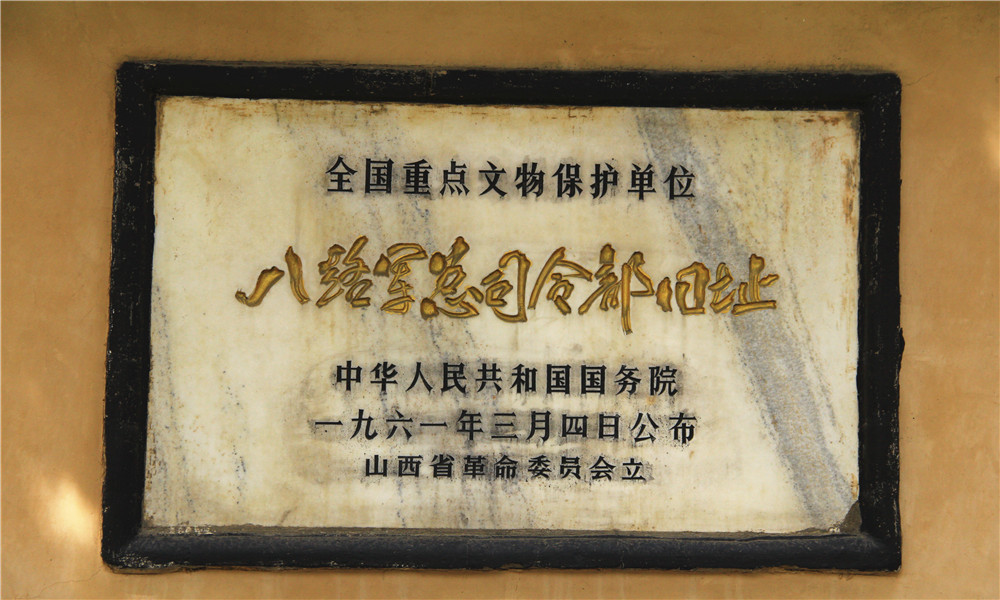 全国重点文物保护单位
八路军总司令部旧址
中华人民共和国国务院
一九六一年三月四日公布
山西省革命委员会立